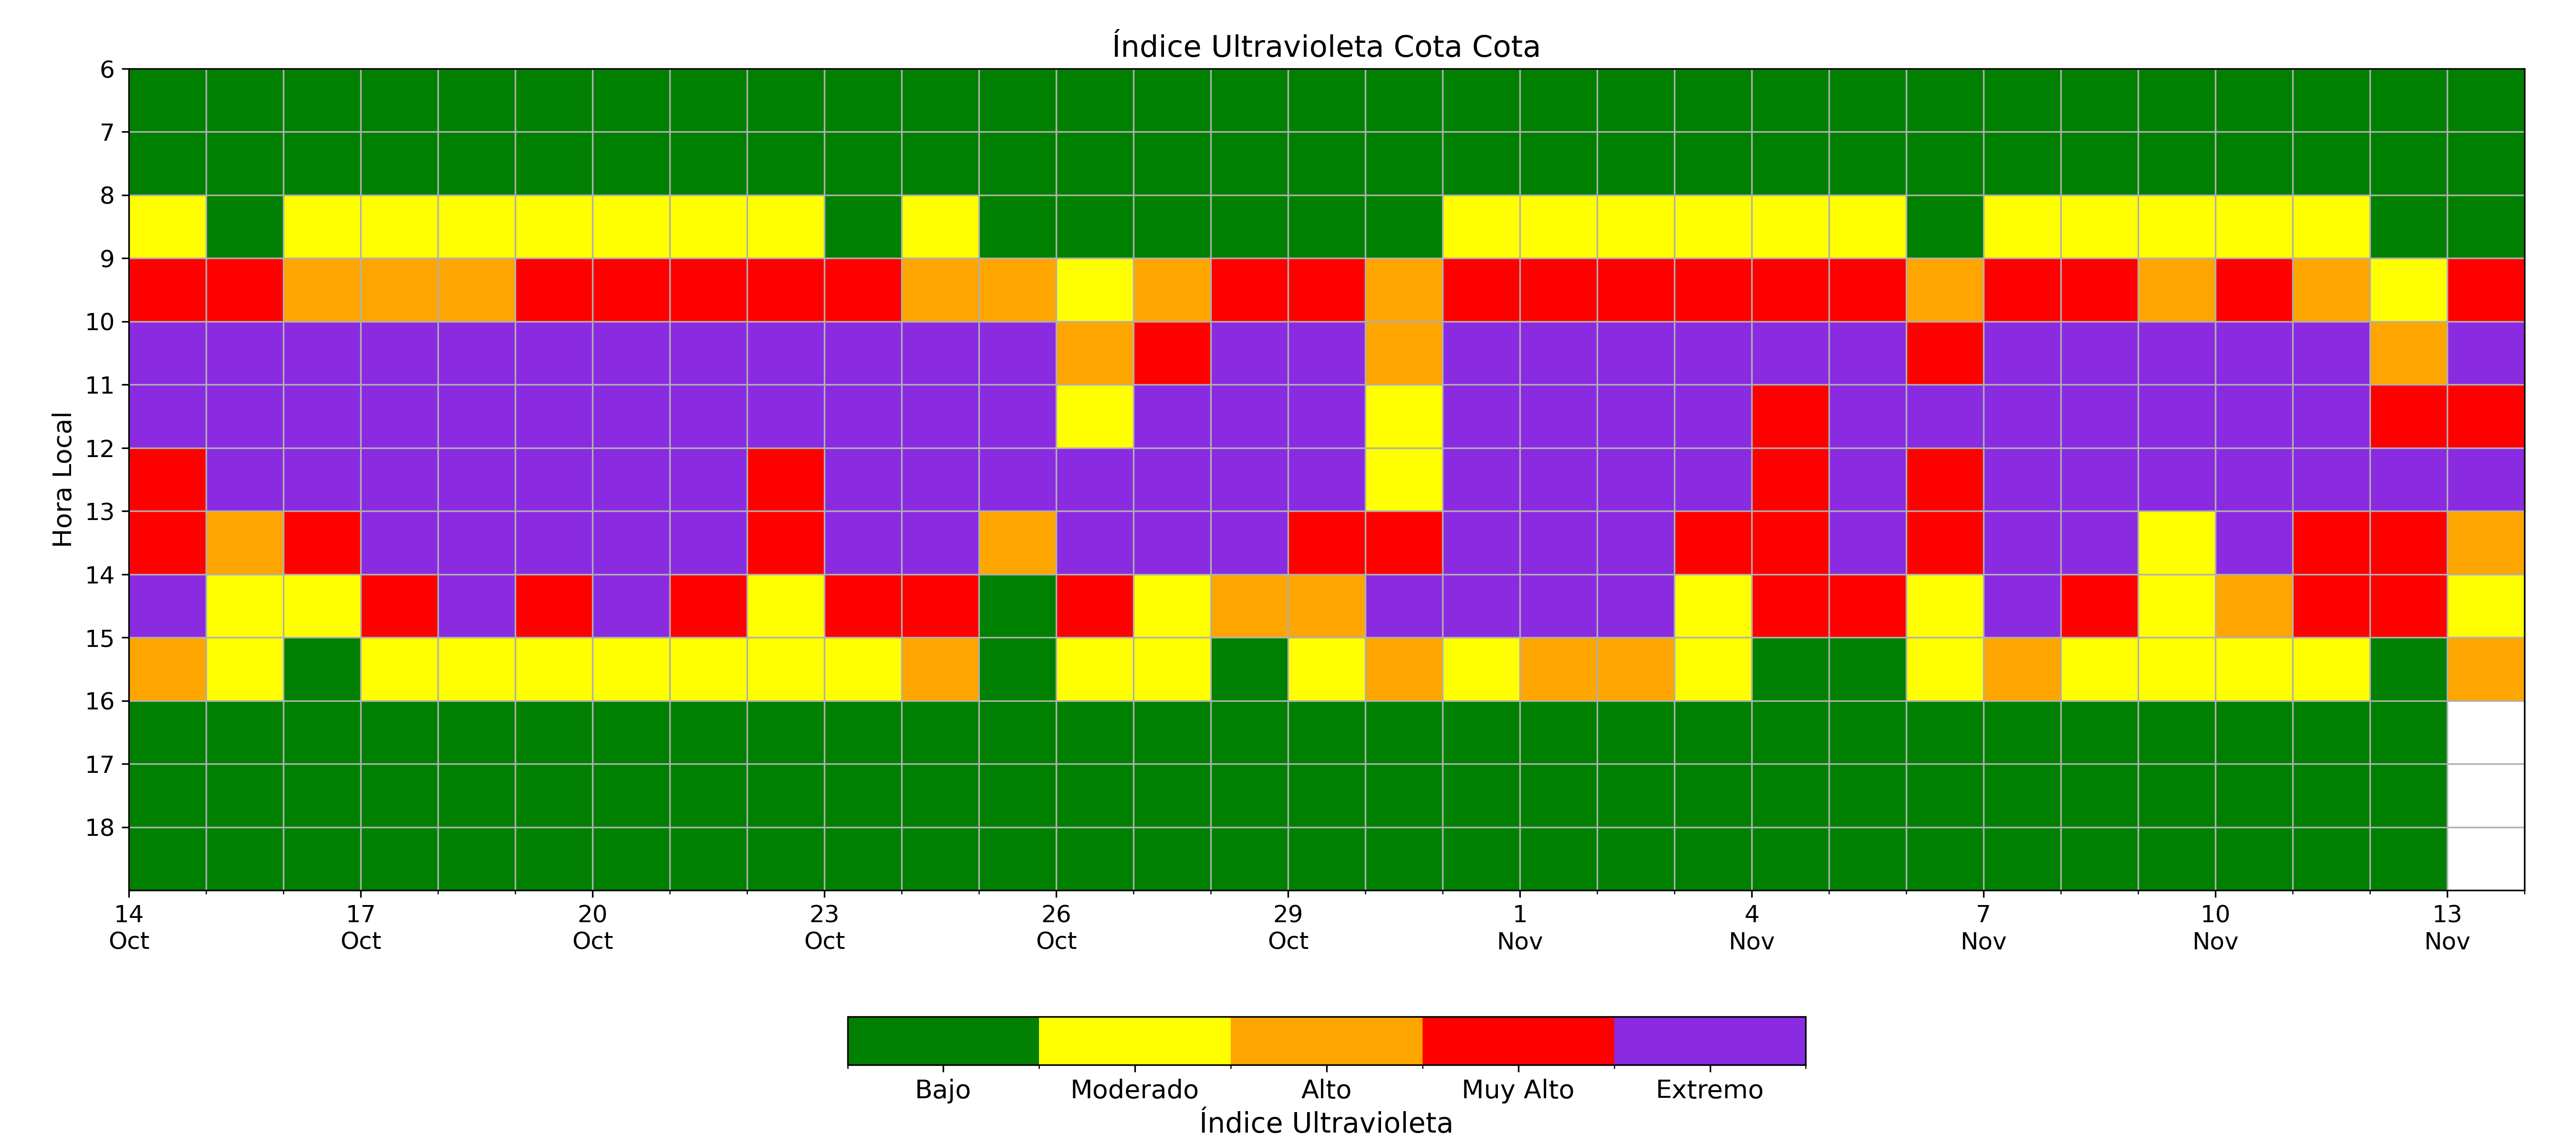 Índice Ultravioleta Cota Cota
Hora Local
6
7
8
9
10
11
12
13
14
15
16
17
18
14 17 20 23 26 29 1 4 7 10 13
Oct Oct Oct Oct Oct Oct Nov Nov Nov Nov Nov
Bajo Moderado Alto Muy Alto Extremo
Índice Ultravioleta